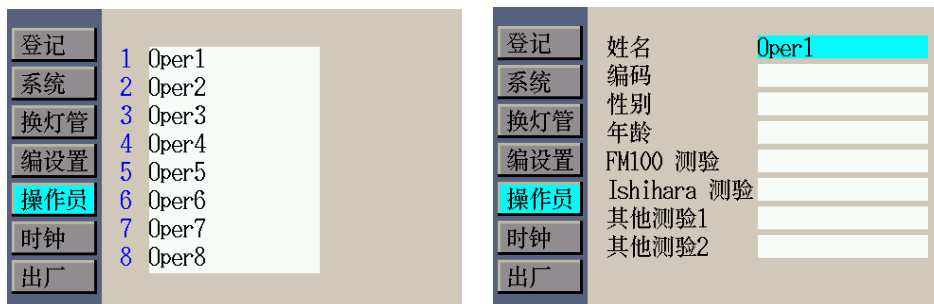 登记
系统
换灯管
编设置
操作员
时钟
出厂
1 Oper1
2 Oper2
3 Oper3
4 Oper4
5 Oper5
6 Oper6
7 Oper7
8 Oper8
登记
系统
换灯管
编设置
操作员
时钟
出厂
姓名 Oper1
编码
性别
年龄
FM100 测验
Ishihara 测验
其他测验1
其他测验2